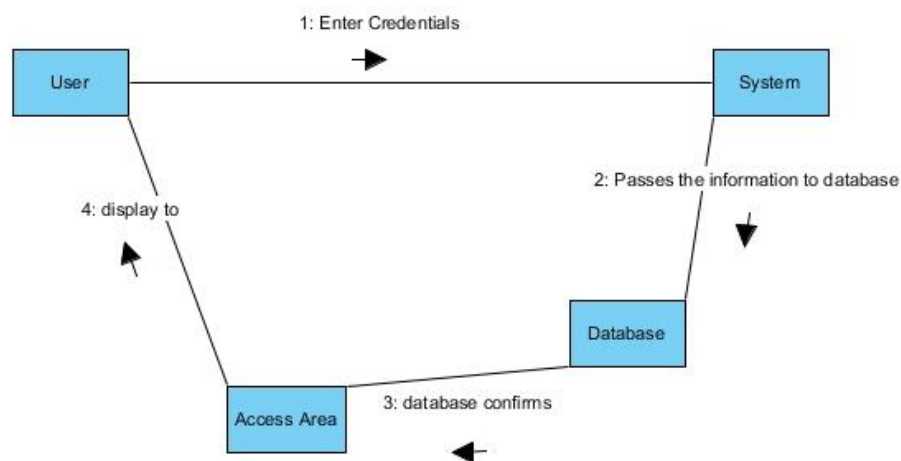 1: Enter Credentials
User
System
2: Passes the information to database
4: display to
Database
3: database confirms
Access Area